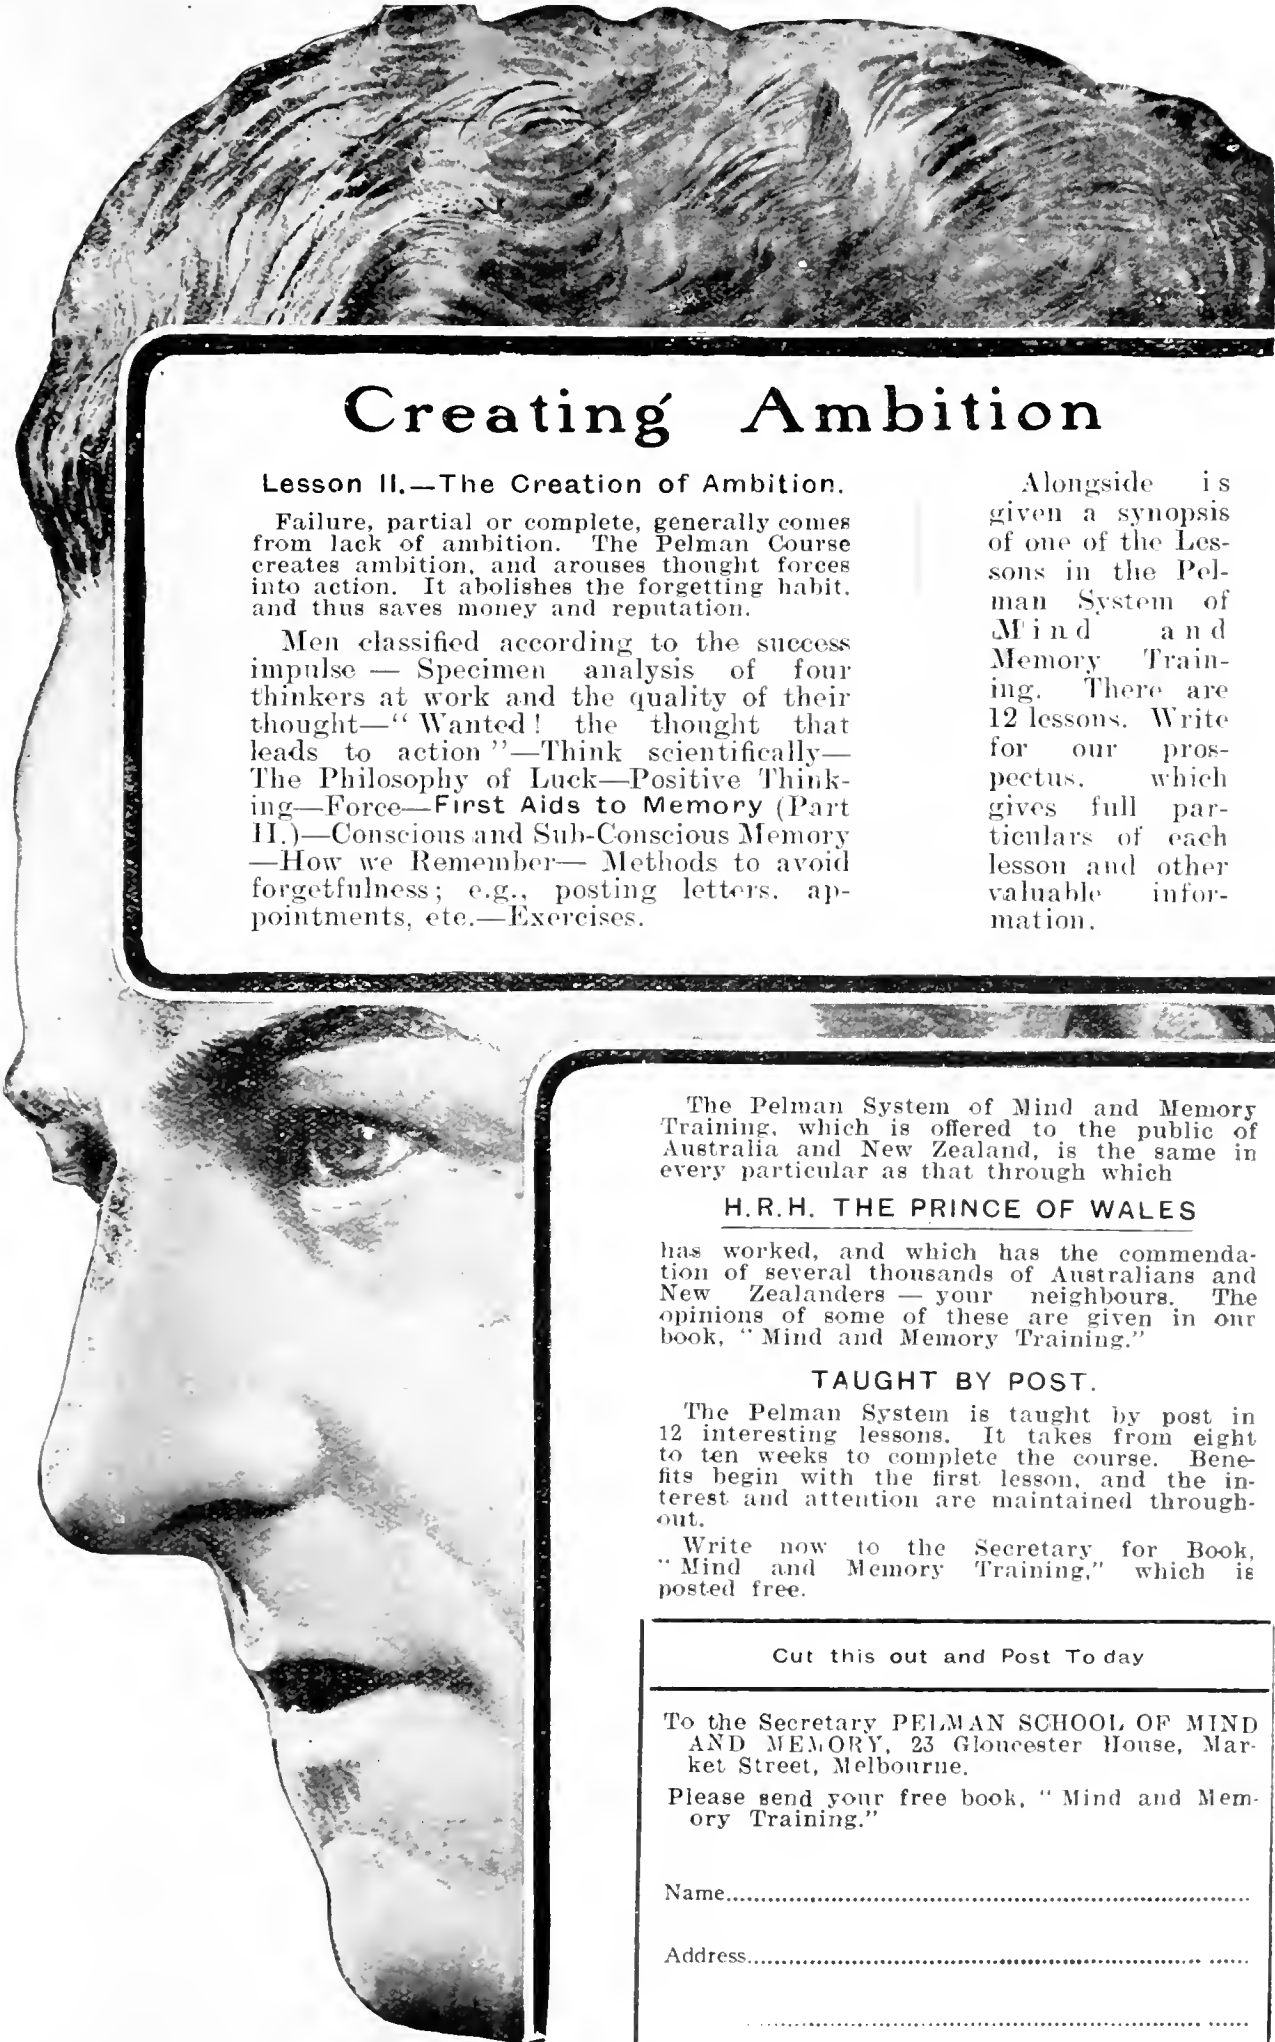 Creating Ambition
Lesson II.—The Creation of Ambition.
Failure, partial or complete, generally comes
from lack of ambition. The Pelman Course
creates ambition, and arouses thought forces
into action. It abolishes the forgetting habit,
and thus saves money and reputation.
Men classified according to the success
impulse — Specimen analysis of four
thinkers at work and the quality of their
thought—“ Wanted ! the thought that
leads to action ”—Think scientifically—
The Philosophy of Luck—Positive Think-
ing—Force—First Aids to Memory (Part
II.)—Conscious and Sub-Conscious Memory
—How we Remember— Methods to avoid
forgetfulness ; e.g., posting letters, ap-
pointments, etc.—Exercises.
Alongside is
given a synopsis
of one of the Les-
sons in the Pel-
man System of
Mind and
Memory Train-
ing. There are
12 lessons. Write
for our pros-
pectus, which
gives full par-
ticulars of each
lesson and other
valuable infor-
mation.
The Pelman System of Mind and Memory
Training, which is offered to the public of
Australia and New Zealand, is the same in
every particular as that through which
H.R.H. THE PRINCE OF WALES
has worked, and which has the commenda-
tion of several thousands of Australians and
New Zealanders — your neighbours. The
opinions of some of these are given in our
book, “ Mind and Memory Training.”
TAUGHT BY POST.
The Pelman System is taught by post in
12 interesting lessons. It takes from eight
to ten weeks to complete the course. Bene-
fits begin with the first lesson, and the in-
terest and attention are maintained through-
out.
Write now to the Secretary for Book,
“ Mind and Memory Training,” which is
posted free.
Cut this out and Post To day
To the Secretary PELMAN SCHOOL OF MIND
AND MEMORY, 23 Gloucester House, Mar-
ket Street, Melbourne.
Please send your free book, “ Mind and Mem-
ory Training.”
Name
Address